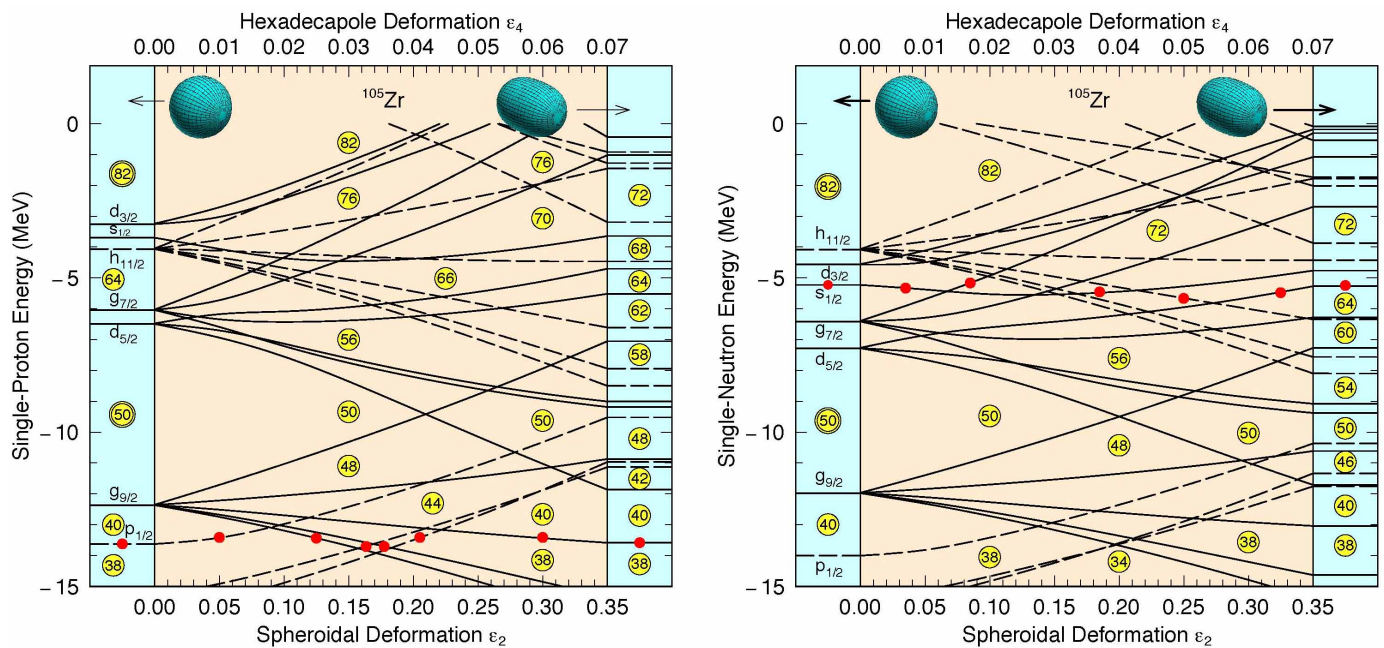 Hexadecapole Deformation ε4
0.00 0.01 0.02 0.03 0.04 0.05 0.06 0.07
105Zr
Single-Proton Energy (MeV)
0
−5
−10
−15
82
d3/2
s1/2
h11/2
64
g7/2
d5/2
50
g9/2
40
p1/2
38
82
76
66
56
50
48
44
76
70
50
40
38
72
68
64
62
58
48
42
40
38
0.00 0.05 0.10 0.15 0.20 0.25 0.30 0.35
Spheroidal Deformation ε2
Hexadecapole Deformation ε4
0.00 0.01 0.02 0.03 0.04 0.05 0.06 0.07
105Zr
Single-Neutron Energy (MeV)
0
−5
−10
−15
82
h11/2
d3/2
s1/2
g7/2
d5/2
50
g9/2
40
p1/2
82
72
56
50
48
50
38
34
38
72
64
60
54
50
46
40
38
0.00 0.05 0.10 0.15 0.20 0.25 0.30 0.35
Spheroidal Deformation ε2